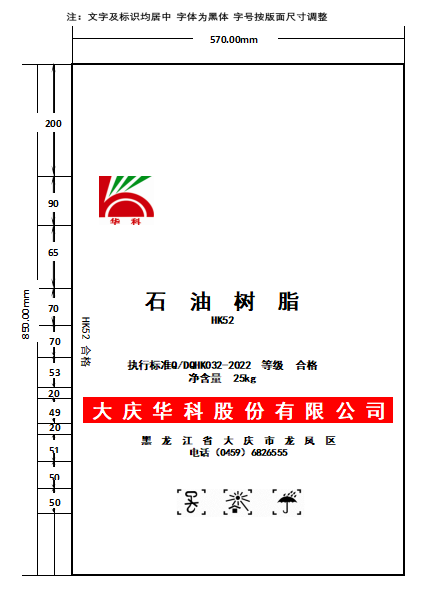 注：文字及标识均居中 字体为黑体 字号按版面尺寸调整
570.00mm
200
90
65
70
70
53
20
49
20
51
50
50
850.00mm
华科
HK52 合格
石油树脂
HK52
执行标准Q/DQHK032-2022 等级 合格
净含量 25kg
大庆华科股份有限公司
黑龙江省大庆市龙凤区
电话（0459）6826555